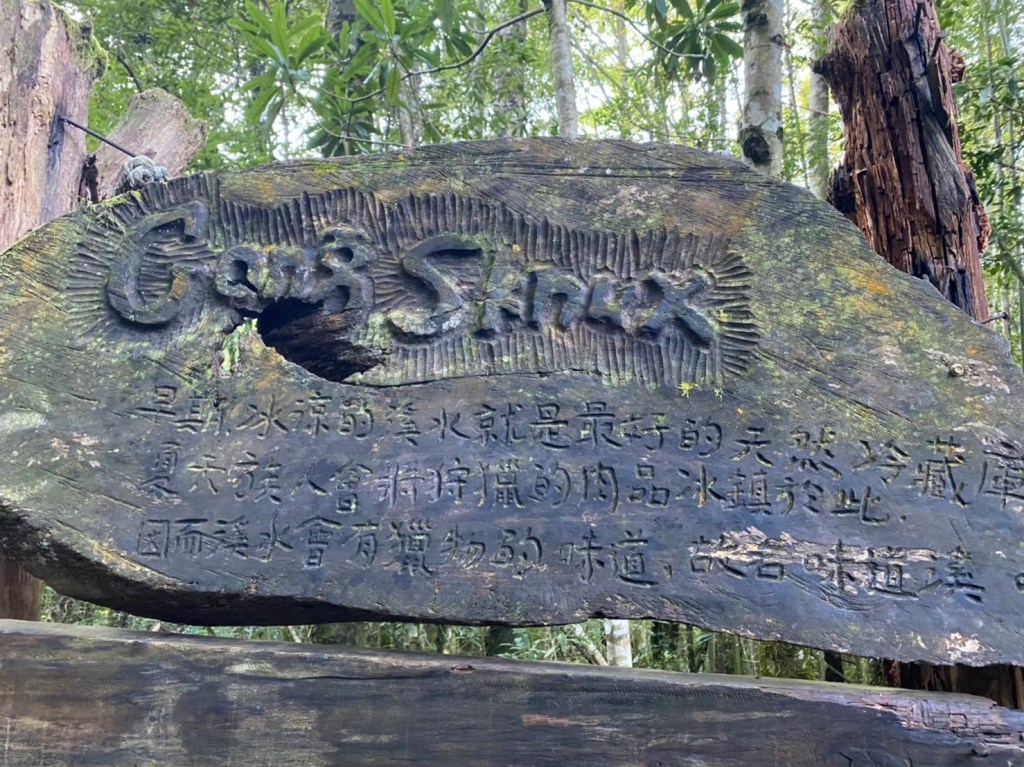 Gong Sknux
早期冰涼的溪水就是最好的天然冷藏庫
夏天族人會將狩獵的肉品冰鎮於此.
因而溪水會有獵物的味道,故名味道溪。